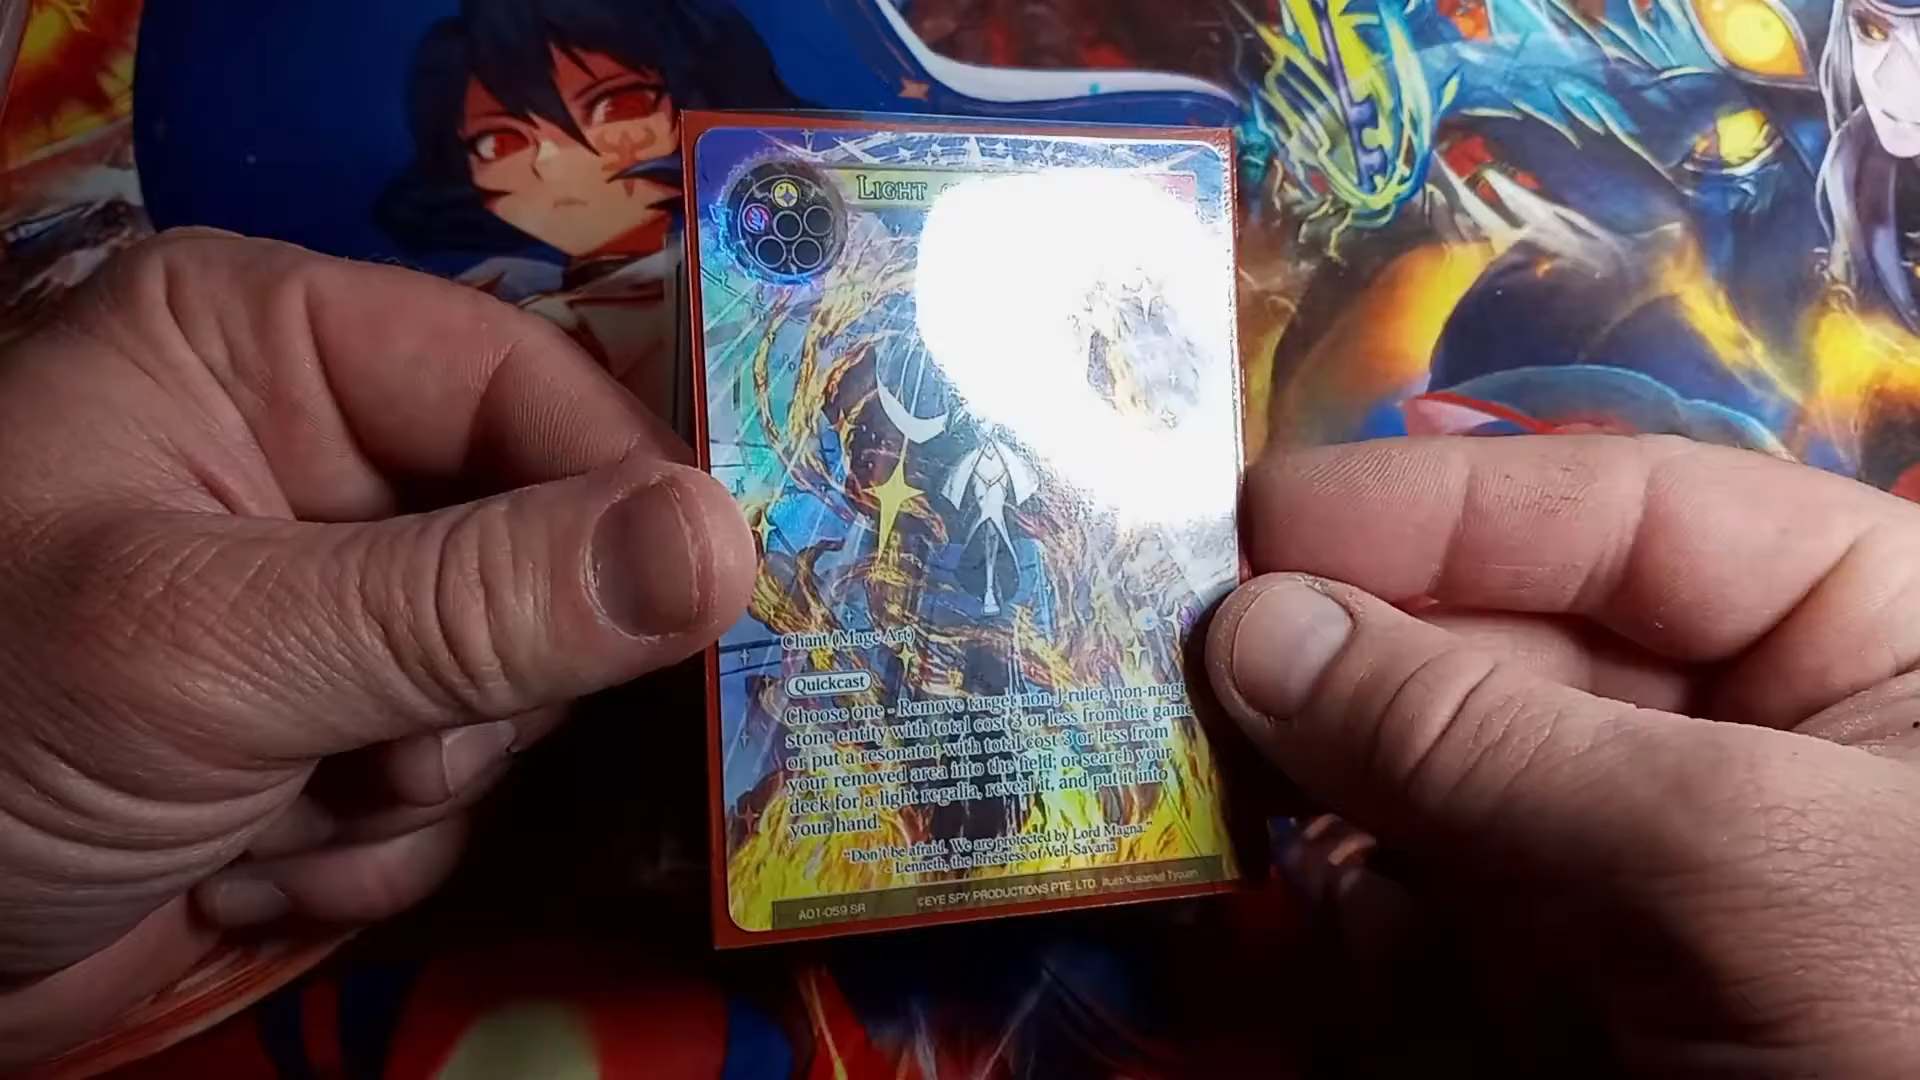 LIGHT
Chant (Mage Art)
Quickcast
Choose one - Remove target non-J-ruler, non-magic
stone entity with total cost 3 or less from the game
or put a resonator with total cost 3 or less from
your removed area into the field; or search your
deck for a light regalia, reveal it, and put it into
your hand.
"Don't be afraid. We are protected by Lord Magna."
- Lenneth, the Priestess of Vell-Savaria
A01-059 SR
©EYE SPY PRODUCTIONS PTE. LTD.